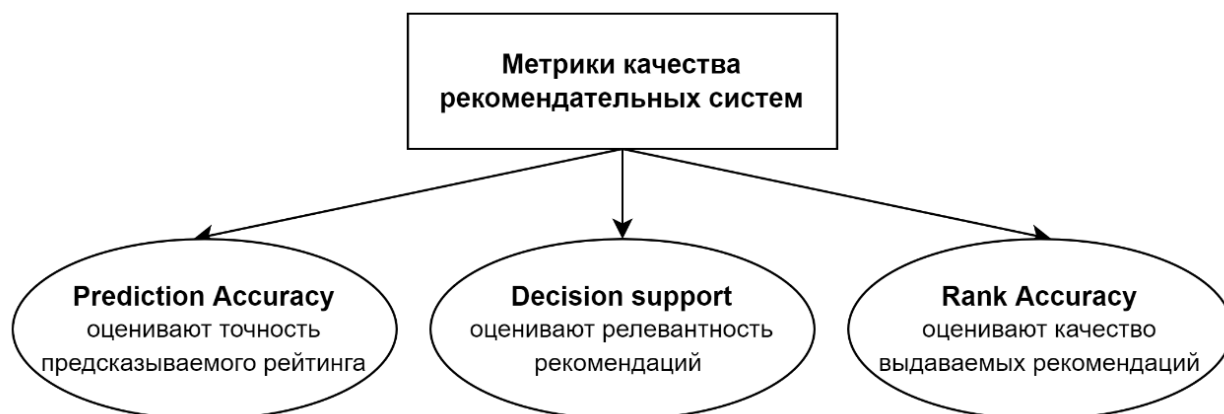 Метрики качества
рекомендательных систем
Prediction Accuracy
оценивают точность
предсказываемого рейтинга
Decision support
оценивают релевантность
рекомендаций
Rank Accuracy
оценивают качество
выдаваемых рекомендаций